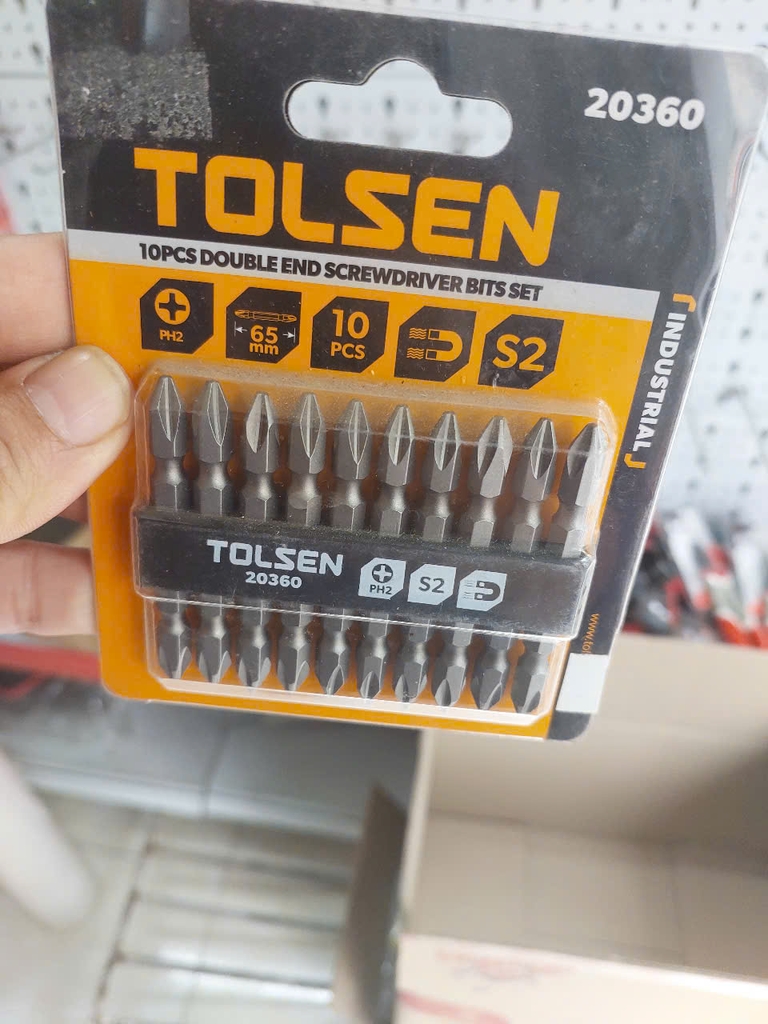 20360
TOLSEN
10PCS DOUBLE END SCREWDRIVER BITS SET
PH2
65
mm
10
PCS
S2
INDUSTRIAL
TOLSEN
20360
PH2
S2